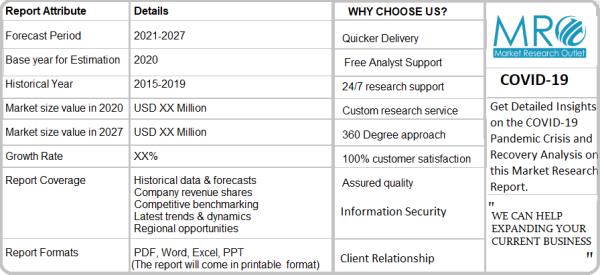 Report Attribute Details
Forecast Period 2021-2027
Base year for Estimation 2020
Historical Year 2015-2019
Market size value in 2020 USD XX Million
Market size value in 2027 USD XX Million
Growth Rate XX%
Report Coverage Historical data & forecasts
Company revenue shares
Competitive benchmarking
Latest trends & dynamics
Regional opportunities
Report Formats PDF, Word, Excel, PPT
(The report will come in printable format)
WHY CHOOSE US?
Quicker Delivery
Free Analyst Support
24/7 research support
Custom research service
360 Degree approach
100% customer satisfaction
Assured quality
Information Security
Client Relationship
MRO
Market Research Outlet
COVID-19
Get Detailed Insights
on the COVID-19
Pandemic Crisis and
Recovery Analysis on
this Market Research
Report.
"
WE CAN HELP
EXPANDING YOUR
CURRENT BUSINESS
"